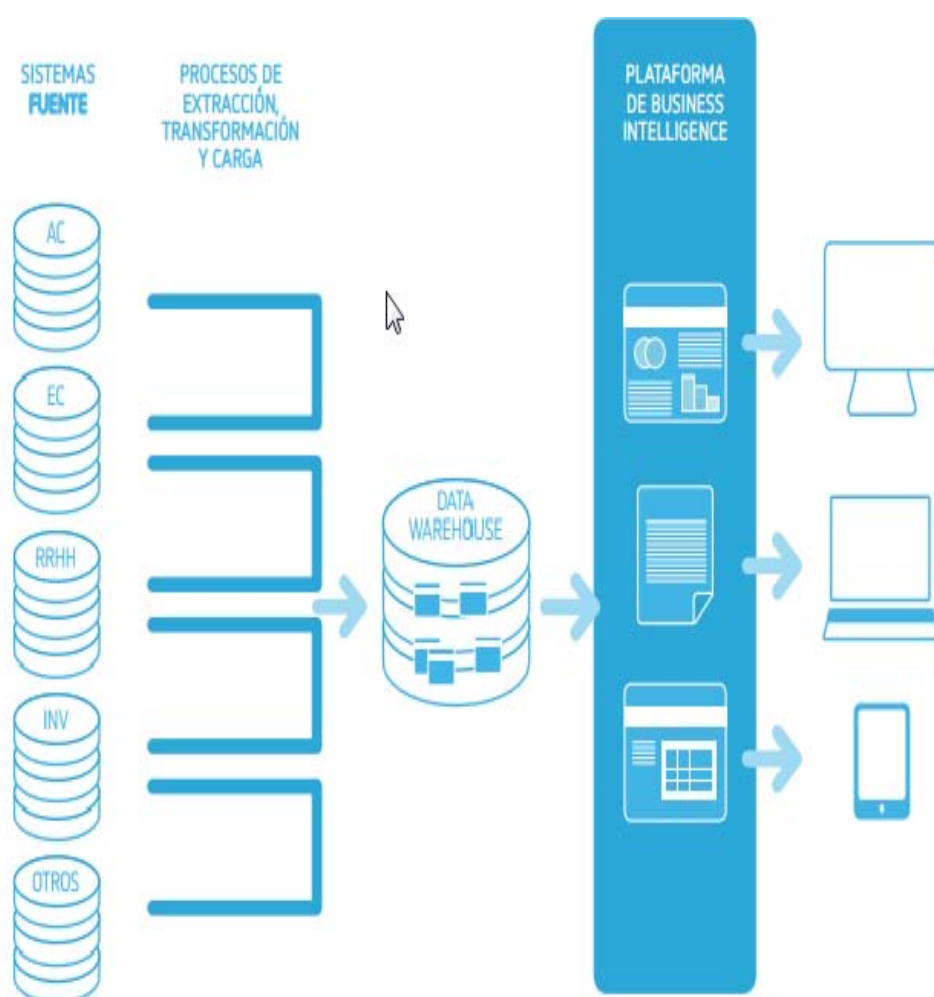 SISTEMAS
FUENTE
PROCESOS DE
EXTRACCIÓN,
TRANSFORMACIÓN
Y CARGA
PLATAFORMA
DE BUSINESS
INTELLIGENCE
AC
EC
RRHH
INV
OTROS
DATA
WAREHOUSE